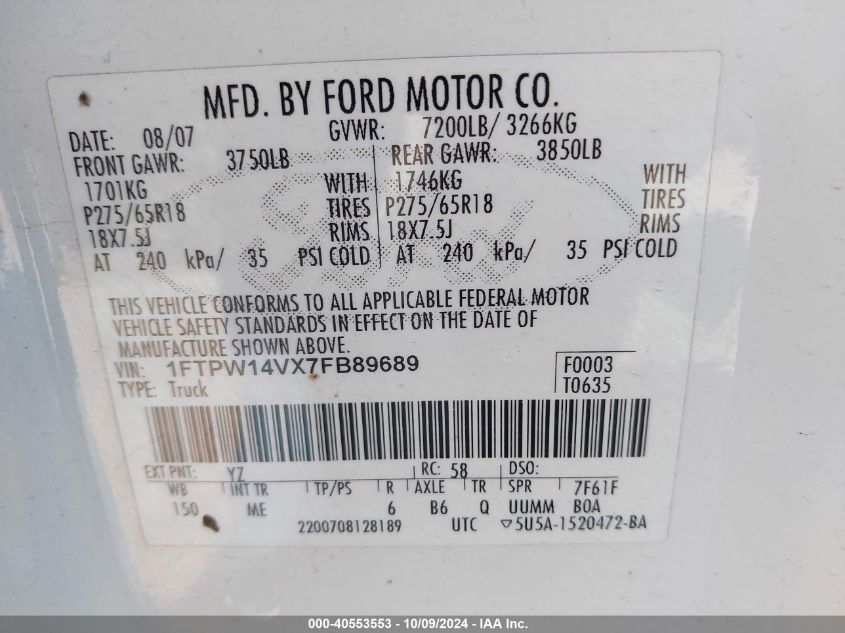 MFD. BY FORD MOTOR CO.
DATE: 08/07 GVWR: 7200LB/ 3266KG
FRONT GAWR: 3750LB REAR GAWR: 3850LB
1701KG WITH 1746KG WITH
P275/65R18 TIRES P275/65R18 TIRES
18X7.5J RIMS 18X7.5J RIMS
AT 240 kPa/ 35 PSI COLD AT 240 kPa/ 35 PSI COLD
THIS VEHICLE CONFORMS TO ALL APPLICABLE FEDERAL MOTOR
VEHICLE SAFETY STANDARDS IN EFFECT ON THE DATE OF
MANUFACTURE SHOWN ABOVE.
VIN: 1FTPW14VX7FB89689 F0003
TYPE: Truck T0635
EXT PNT: YZ RC: 58 DSO:
WB INT TR TP/PS R AXLE TR SPR 7F61F
150 ME 6 B6 Q UUMM BOA
2200708128189 UTC ▽5U5A-1520472-BA
000-40553553 - 10/09/2024 - IAA Inc.